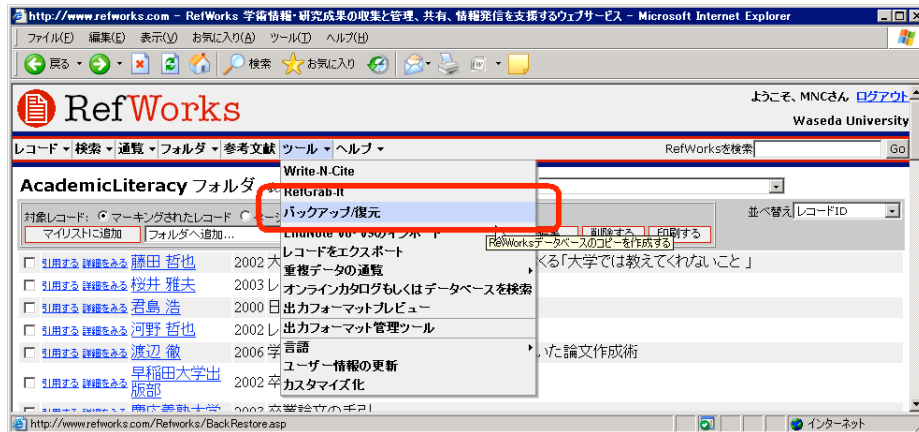 http://www.refworks.com - RefWorks 学術情報・研究成果の収集と管理、共有、情報発信を支援するウェブサービス - Microsoft Internet Explorer
ファイル(F) 編集(E) 表示(V) お気に入り(A) ツール(T) ヘルプ(H)
戻る 検索 お気に入り
RefWorks
ようこそ、MNCさん ログアウト
Waseda University
レコード 検索 通覧 フォルダ 参考文献 ツール ヘルプ RefWorksを検索 Go
Write-N-Cite
AcademicLiteracy フォルダ
RefGrab-It
バックアップ/復元
対象レコード: マーキングされたレコード 並べ替え レコードID
マイリストに追加 フォルダへ追加... 削除する 印刷する
RefWorksデータベースのコピーを作成する
レコードをエクスポート
引用する 詳細をみる 藤田 哲也 2002 大 くる「大学では教えてくれないこと」
重複データの通覧
引用する 詳細をみる 桜井 雅夫 2003 レ
オンラインカタログもしくはデータベースを検索
引用する 詳細をみる 君島 浩 2000 日
出力フォーマットプレビュー
引用する 詳細をみる 河野 哲也 2002 レ
出力フォーマット管理ツール
引用する 詳細をみる 渡辺 徹 2006 学 いた論文作成術
言語
ユーザー情報の更新
引用する 詳細をみる 早稲田大学出版部 2002 卒
カスタマイズ化
http://www.refworks.com/Refworks/BackRestore.asp インターネット